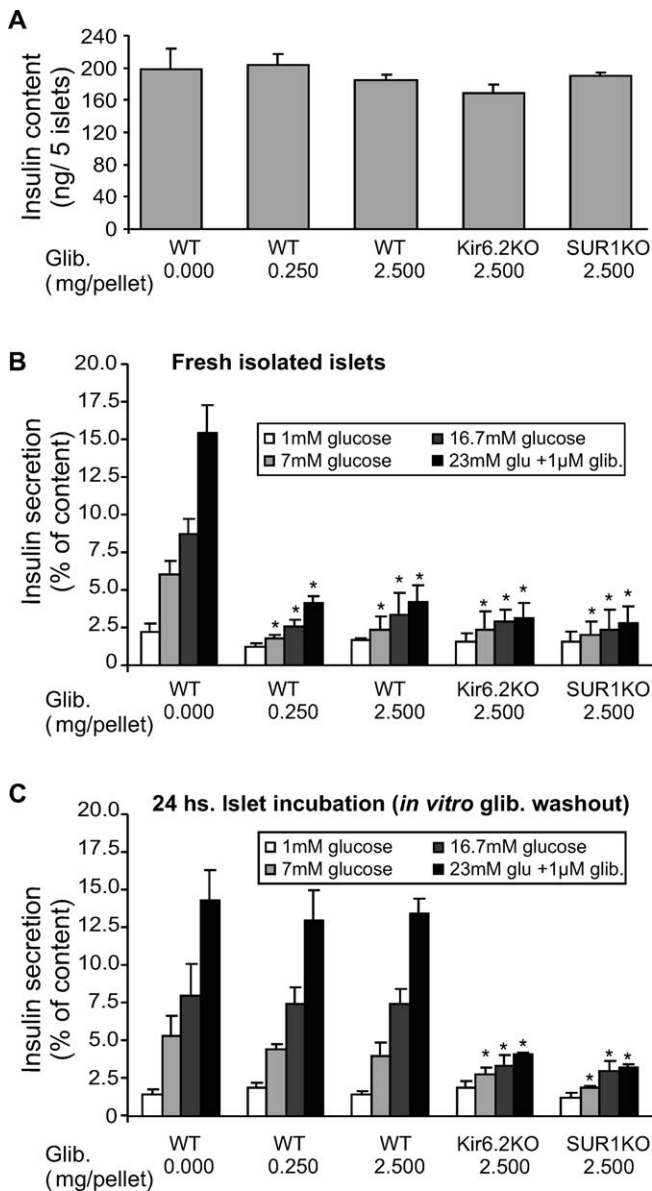 A
240
200
160
120
80
40
0
Insulin content
(ng/ 5 islets)
WT WT WT Kir6.2KO SUR1KO
Glib. 0.000 0.250 2.500 2.500 2.500
(mg/pellet)
B
Fresh isolated islets
20.0
17.5
15.0
12.5
10.0
7.5
5.0
2.5
0.0
Insulin secretion
(% of content)
1mM glucose 16.7mM glucose
7mM glucose 23mM glu +1µM glib.
* * * * * * * * * * * *
WT WT WT Kir6.2KO SUR1KO
Glib. 0.000 0.250 2.500 2.500 2.500
(mg/pellet)
C
24 hs. Islet incubation (in vitro glib. washout)
20.0
17.5
15.0
12.5
10.0
7.5
5.0
2.5
0.0
Insulin secretion
(% of content)
1mM glucose 16.7mM glucose
7mM glucose 23mM glu +1µM glib.
* * * * * *
WT WT WT Kir6.2KO SUR1KO
Glib. 0.000 0.250 2.500 2.500 2.500
(mg/pellet)